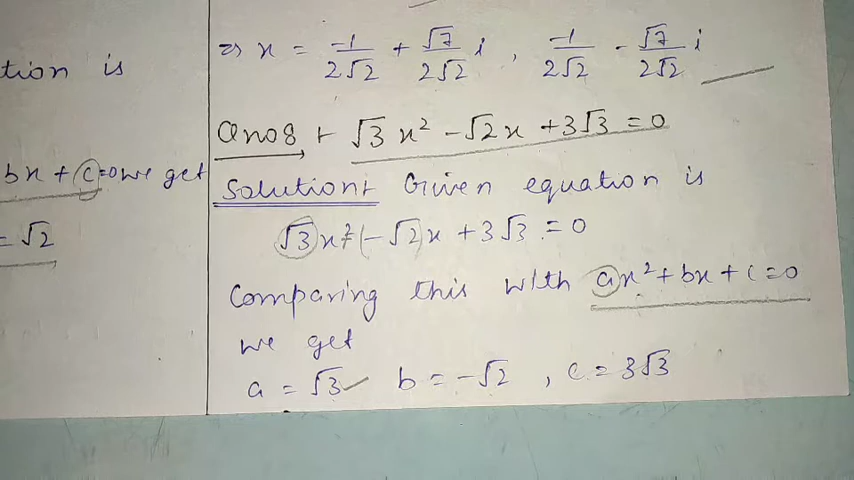 tion is
bx + c=0 we get
= √2
⇒ x = -1/2√2 + √7/2√2 i , -1/2√2 - √7/2√2 i
Qno8 + √3 x² - √2x + 3√3 = 0
Solution+ Given equation is
√3 x² + (-√2)x + 3√3 = 0
Comparing this with ax² + bx + c = 0
we get
a = √3 b = -√2 , c = 3√3